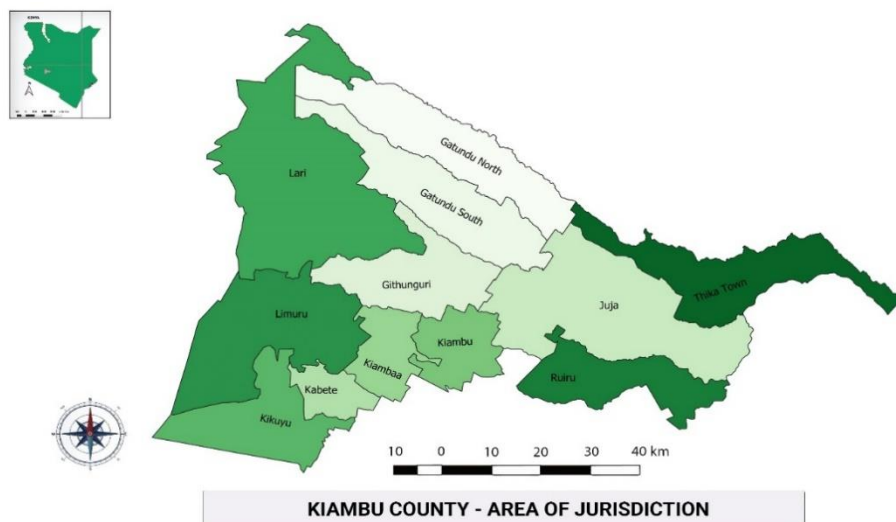 Gatundu North
Lari
Gatundu South
Githunguri
Thika Town
Juja
Limuru
Kiambu
Kiambaa
Ruiru
Kabete
Kikuyu
10 0 10 20 30 40 km
KIAMBU COUNTY - AREA OF JURISDICTION